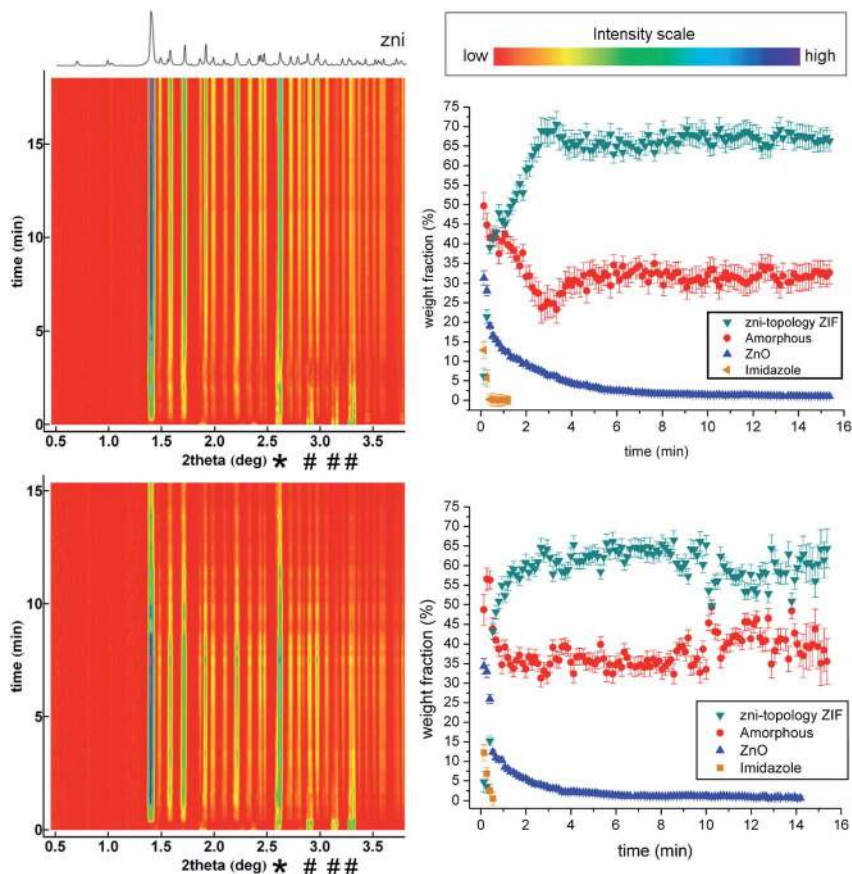 zni
Intensity scale
low
high
time (min)
15
10
5
0
0.5 1.0 1.5 2.0 2.5 3.0 3.5
2theta (deg) * # ##
weight fraction (%)
75
70
65
60
55
50
45
40
35
30
25
20
15
10
5
0
zni-topology ZIF
Amorphous
ZnO
Imidazole
0 2 4 6 8 10 12 14 16
time (min)
time (min)
15
10
5
0
0.5 1.0 1.5 2.0 2.5 3.0 3.5
2theta (deg) * # ##
weight fraction (%)
75
70
65
60
55
50
45
40
35
30
25
20
15
10
5
0
zni-topology ZIF
Amorphous
ZnO
Imidazole
0 2 4 6 8 10 12 14 16
time (min)